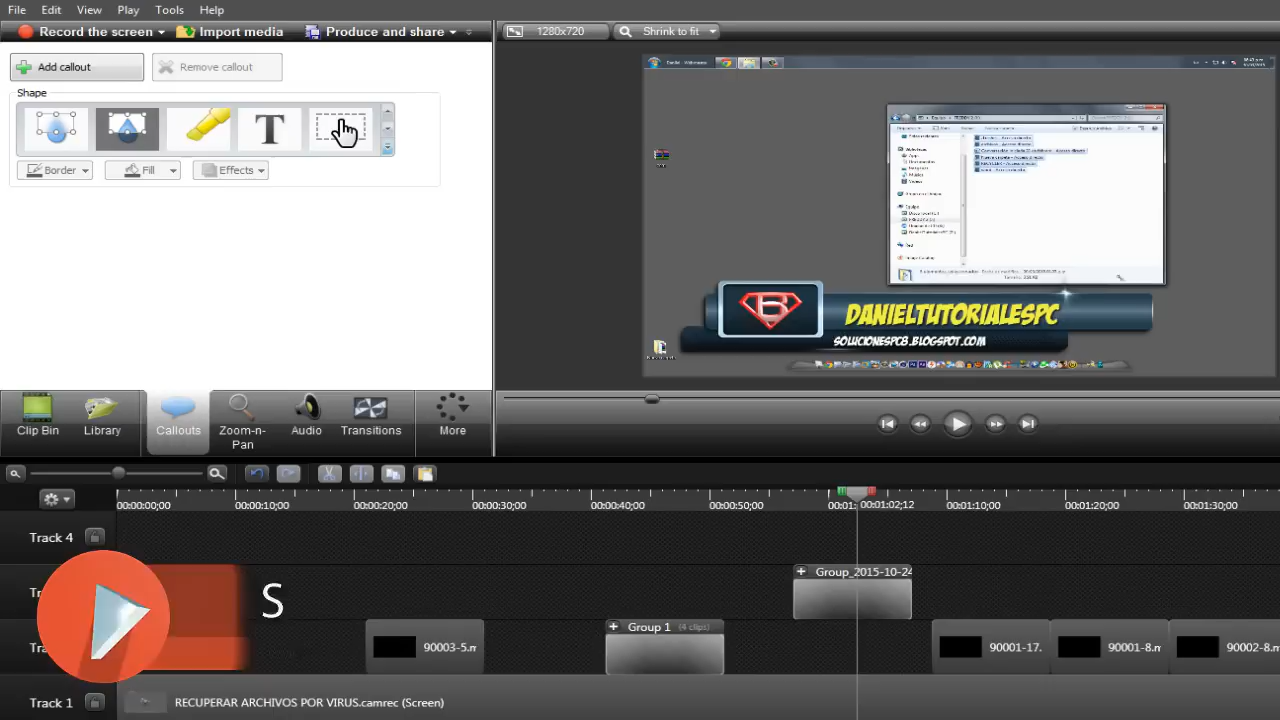 File Edit View Play Tools Help
Record the screen Import media Produce and share 1280x720 Shrink to fit
Add callout Remove callout
Shape
T
Border Fill Effects
DANIELTUTORIALESPC
SOLUCIONESPC8.BLOGSPOT.COM
Clip Bin Library Callouts Zoom-n-Pan Audio Transitions More
00:00:00;00 00:00:10;00 00:00:20;00 00:00:30;00 00:00:40;00 00:00:50;00 00:01: 00:01:02;12 00:01:10;00 00:01:20;00 00:01:30;00
Track 4
Group_2015-10-24
S
Group 1 (4 clips)
90003-5.m 90001-17. 90001-8.m 90002-8.m
Track 1 RECUPERAR ARCHIVOS POR VIRUS.camrec (Screen)